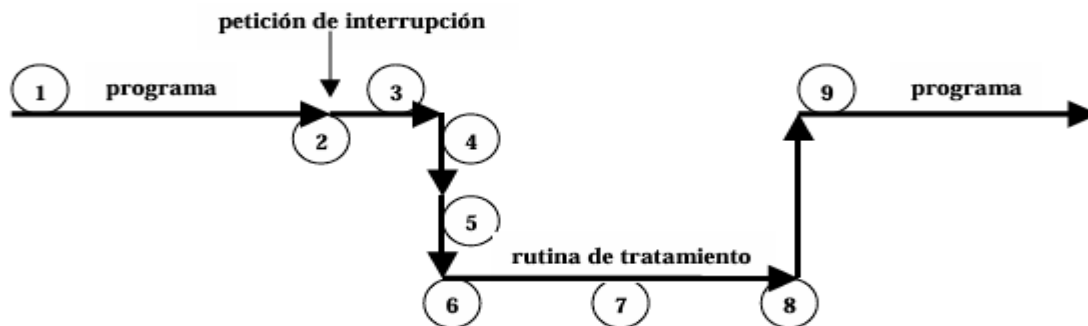 petición de interrupción
1
programa
3
9
programa
2
4
5
rutina de tratamiento
6
7
8